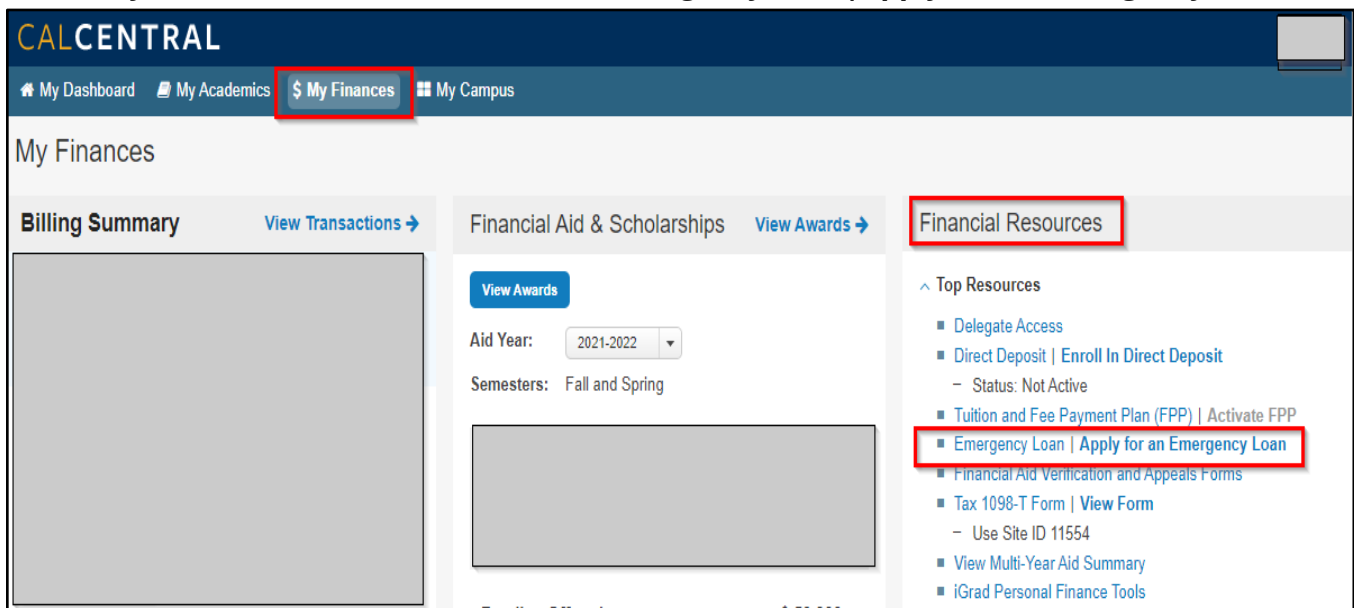 CALCENTRAL
My Dashboard My Academics $ My Finances My Campus
My Finances
Billing Summary View Transactions →
Financial Aid & Scholarships View Awards →
View Awards
Aid Year: 2021-2022
Semesters: Fall and Spring
Financial Resources
Top Resources
Delegate Access
Direct Deposit | Enroll In Direct Deposit
– Status: Not Active
Tuition and Fee Payment Plan (FPP) | Activate FPP
Emergency Loan | Apply for an Emergency Loan
Financial Aid Verification and Appeals Forms
Tax 1098-T Form | View Form
– Use Site ID 11554
View Multi-Year Aid Summary
iGrad Personal Finance Tools